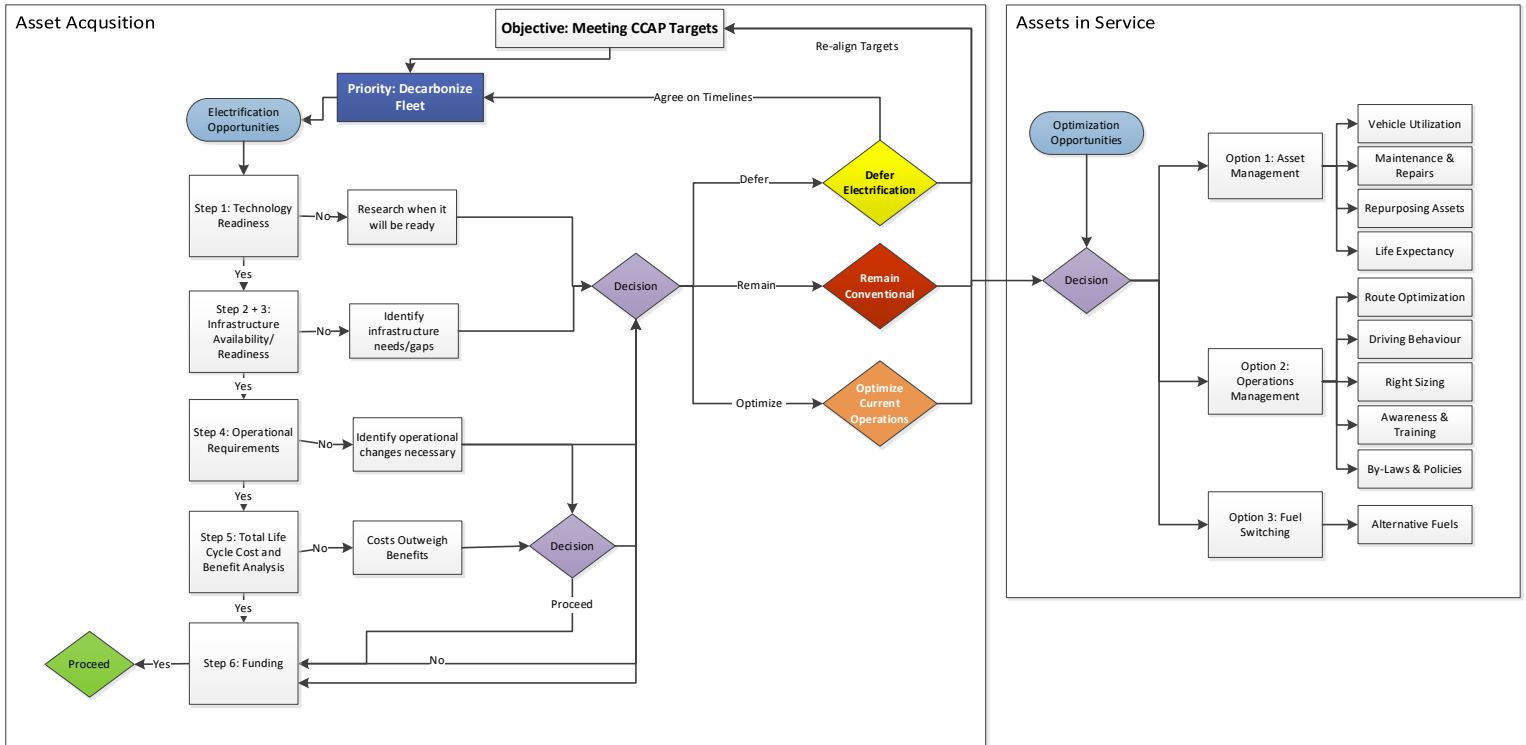 Asset Acqusition
Objective: Meeting CCAP Targets
Re-align Targets
Priority: Decarbonize
Fleet
Agree on Timelines
Electrification
Opportunities
Step 1: Technology
Readiness
No
Research when it
will be ready
Yes
Step 2 + 3:
Infrastructure
Availability/
Readiness
No
Identify
infrastructure
needs/gaps
Yes
Step 4: Operational
Requirements
No
Identify operational
changes necessary
Yes
Step 5: Total Life
Cycle Cost and
Benefit Analysis
No
Costs Outweigh
Benefits
Decision
Proceed
Yes
Step 6: Funding
No
Yes
Proceed
Decision
Defer
Defer
Electrification
Remain
Remain
Conventional
Optimize
Optimize
Current
Operations
Assets in Service
Optimization
Opportunities
Decision
Option 1: Asset
Management
Vehicle Utilization
Maintenance &
Repairs
Repurposing Assets
Life Expectancy
Option 2:
Operations
Management
Route Optimization
Driving Behaviour
Right Sizing
Awareness &
Training
By-Laws & Policies
Option 3: Fuel
Switching
Alternative Fuels